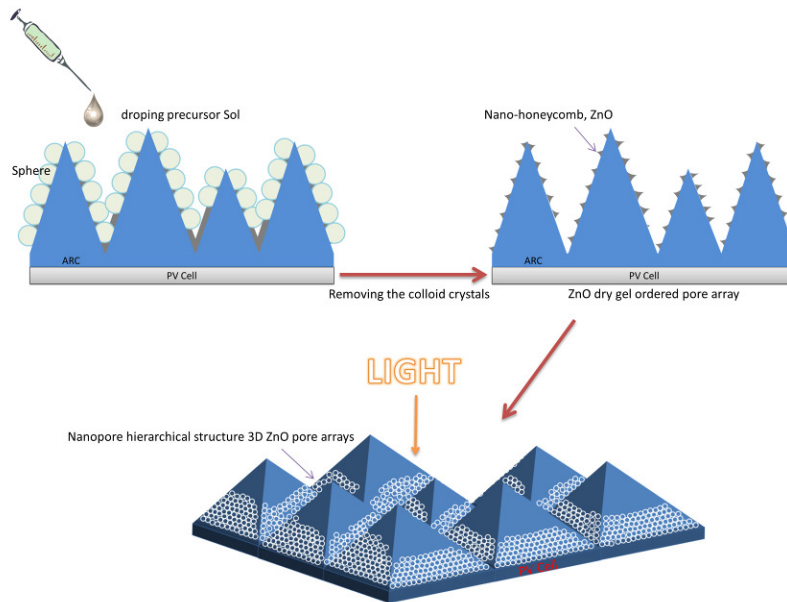 droping precursor Sol
Sphere
ARC
PV Cell
Nano-honeycomb, ZnO
ARC
PV Cell
Removing the colloid crystals
ZnO dry gel ordered pore array
LIGHT
Nanopore hierarchical structure 3D ZnO pore arrays
PV Cell